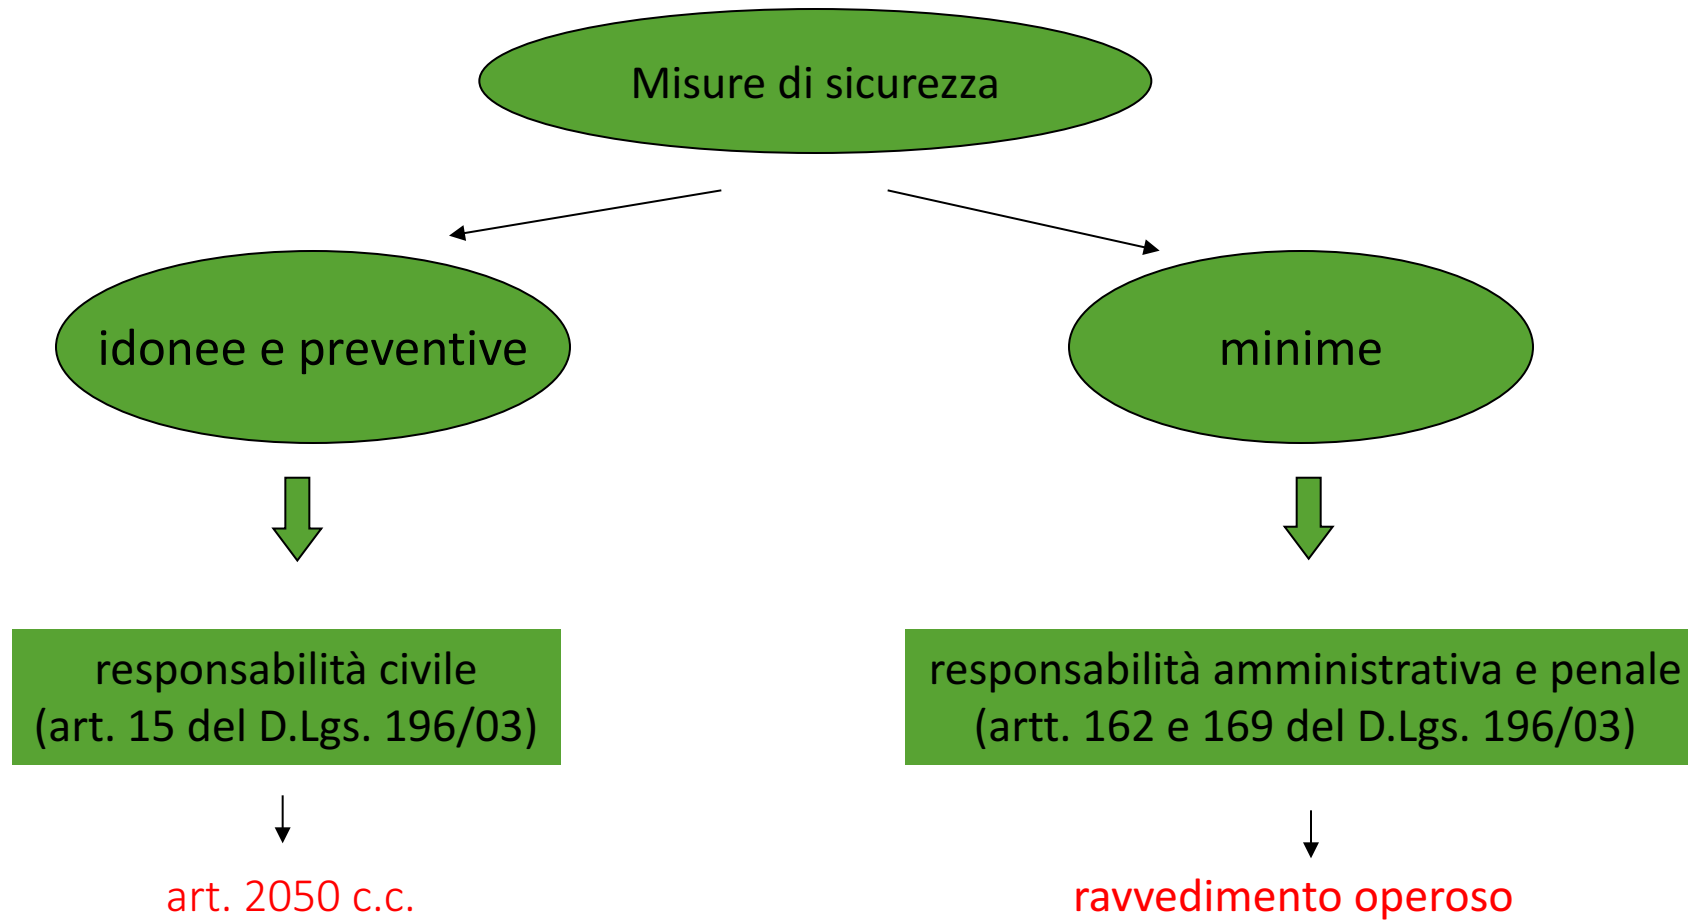 Misure di sicurezza
idonee e preventive
minime
responsabilità civile
(art. 15 del D.Lgs. 196/03)
responsabilità amministrativa e penale
(artt. 162 e 169 del D.Lgs. 196/03)
art. 2050 c.c.
ravvedimento operoso